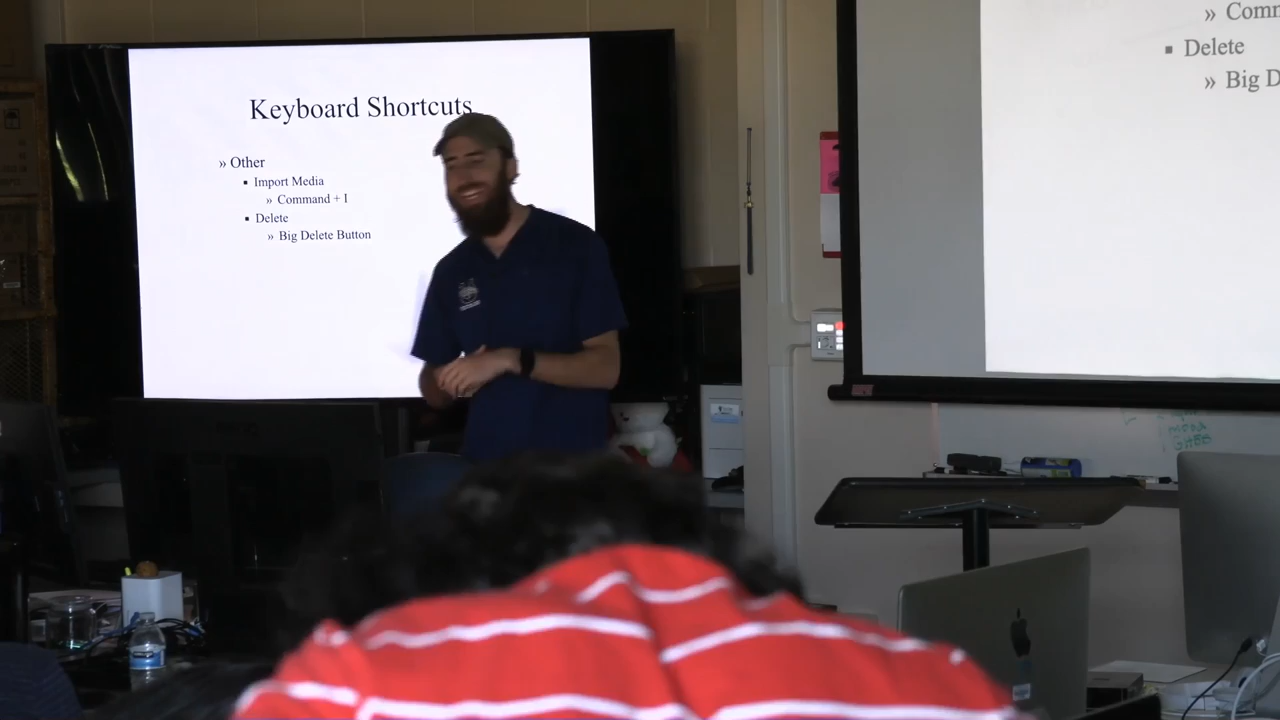 Keyboard Shortcuts
» Other
▪ Import Media
» Command + I
▪ Delete
» Big Delete Button
» Comm
▪ Delete
» Big D